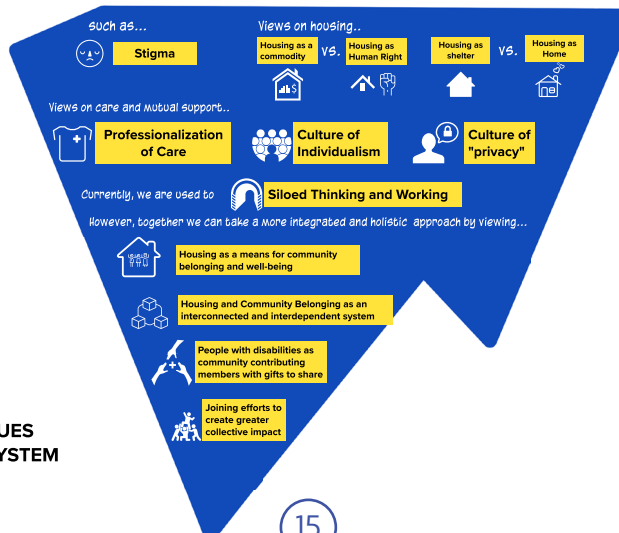 such as...
Stigma
Views on housing..
Housing as a
commodity
vs.
Housing as
Human Right
Housing as
shelter
vs.
Housing as
Home
$
Views on care and mutual support..
Professionalization
of Care
Culture of
Individualism
Culture of
"privacy"
Currently, we are used to
Siloed Thinking and Working
However, together we can take a more integrated and holistic approach by viewing...
Housing as a means for community
belonging and well-being
Housing and Community Belonging as an
interconnected and interdependent system
People with disabilities as
community contributing
members with gifts to share
Joining efforts to
create greater
collective impact
UES
YSTEM
15